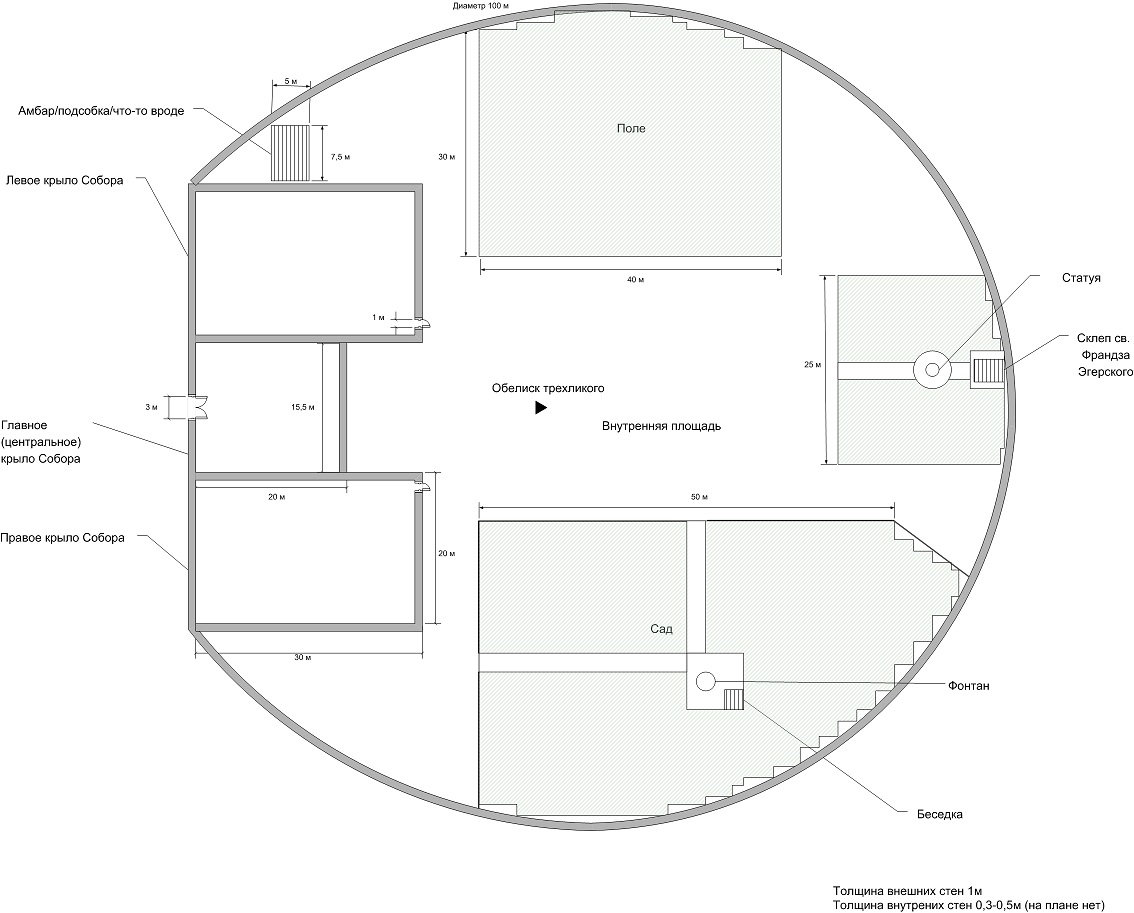 Диаметр 100 м
5 м
Амбар/подсобка/что-то вроде
Поле
7,5 м
30 м
Левое крыло Собора
40 м
Статуя
1 м
Склеп св.
Франдза
Эгерского
25 м
Обелиск трехликого
3 м
15,5 м
Внутренняя площадь
Главное
(центральное)
крыло Собора
20 м
50 м
Правое крыло Собора
20 м
Сад
30 м
Фонтан
Беседка
Толщина внешних стен 1м
Толщина внутрених стен 0,3-0,5м (на плане нет)